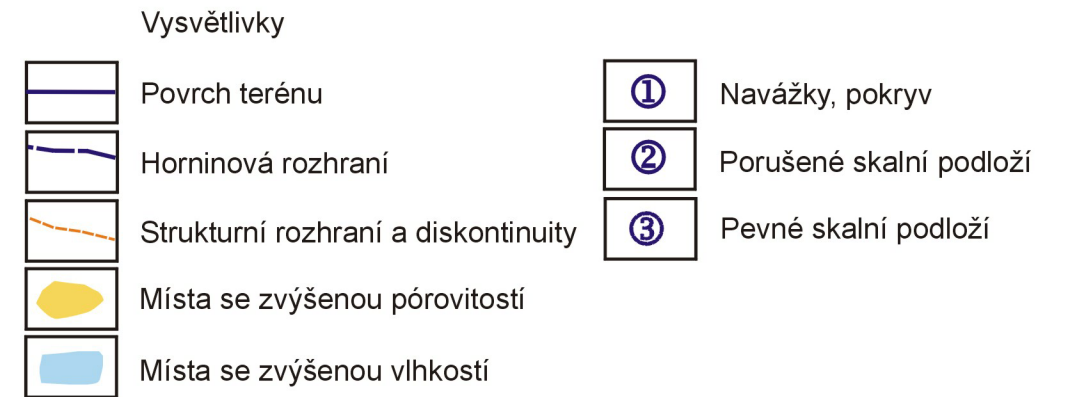 Vysvětlivky
Povrch terénu
Horninová rozhraní
Strukturní rozhraní a diskontinuity
Místa se zvýšenou pórovitostí
Místa se zvýšenou vlhkostí
① Navážky, pokryv
② Porušené skalní podloží
③ Pevné skalní podloží